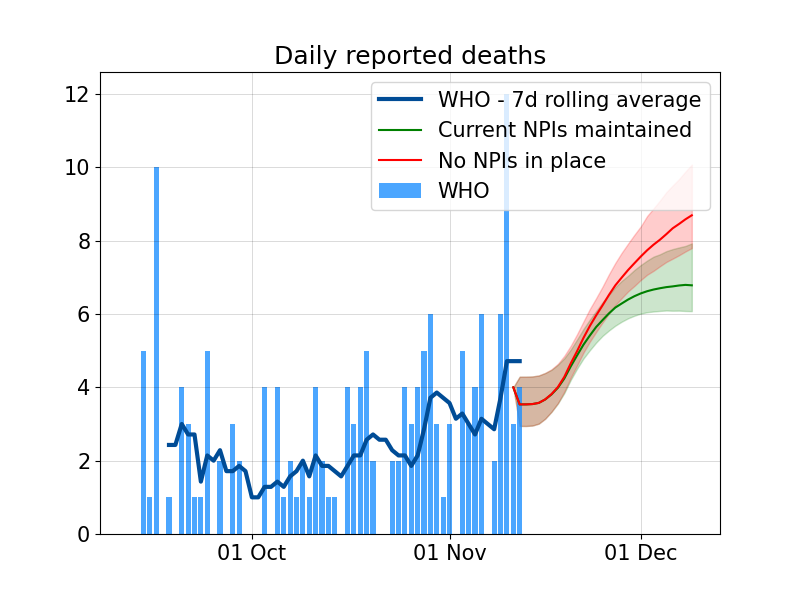 Daily reported deaths
12
10
8
6
4
2
0
WHO - 7d rolling average
Current NPIs maintained
No NPIs in place
WHO
01 Oct
01 Nov
01 Dec